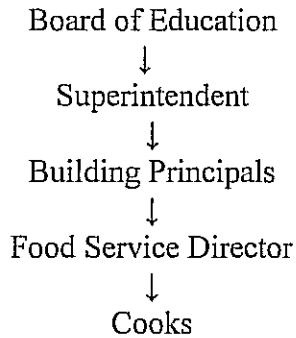 Board of Education
↓
Superintendent
↓
Building Principals
↓
Food Service Director
↓
Cooks